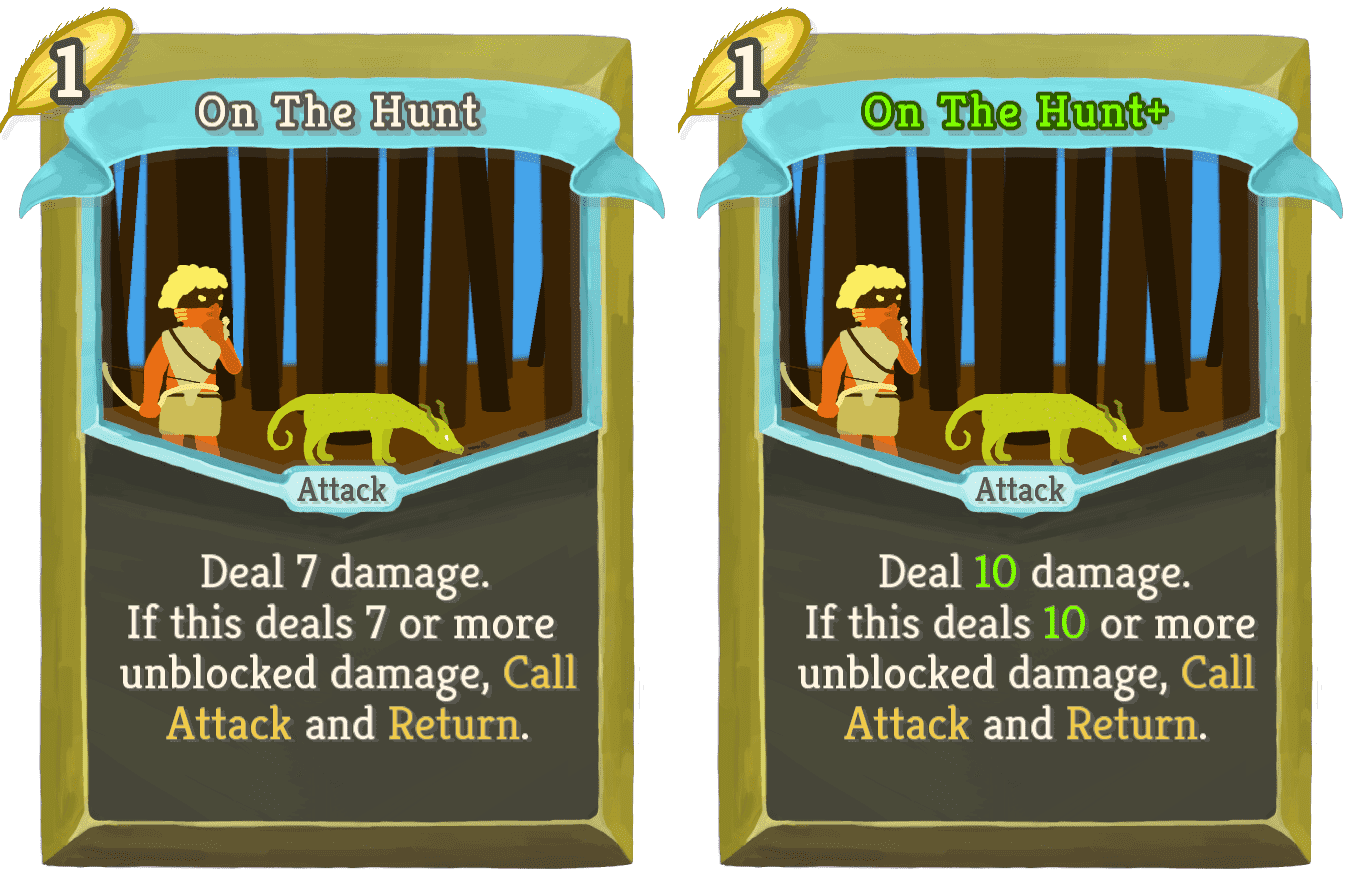 1
On The Hunt
Attack
Deal 7 damage.
If this deals 7 or more
unblocked damage, Call
Attack and Return.
1
On The Hunt+
Attack
Deal 10 damage.
If this deals 10 or more
unblocked damage, Call
Attack and Return.